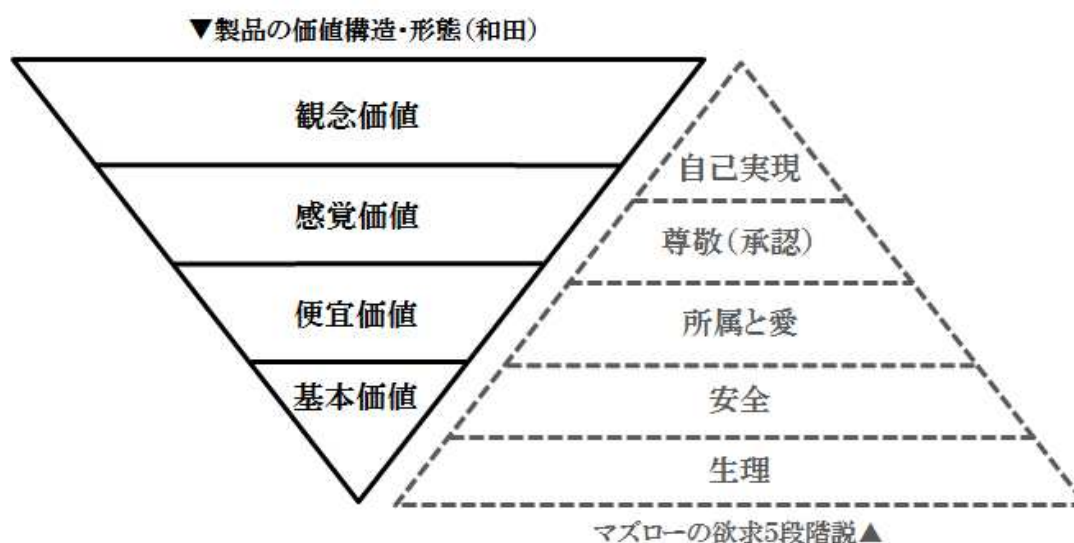 ▼製品の価値構造・形態(和田)
観念価値
感覚価値
便宜価値
基本価値
自己実現
尊敬(承認)
所属と愛
安全
生理
マズローの欲求5段階説▲